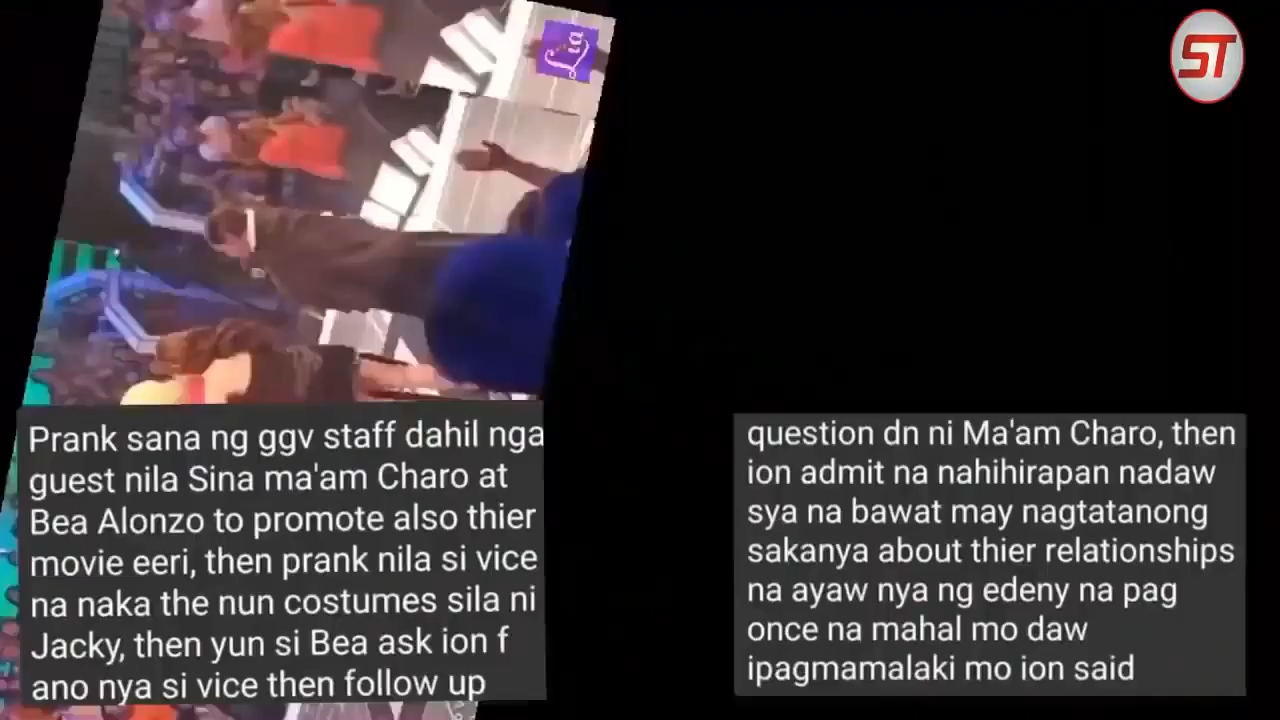 ia
ST
Prank sana ng ggv staff dahil nga
guest nila Sina ma'am Charo at
Bea Alonzo to promote also thier
movie eeri, then prank nila si vice
na naka the nun costumes sila ni
Jacky, then yun si Bea ask ion f
ano nya si vice then follow up
question dn ni Ma'am Charo, then
ion admit na nahihirapan nadaw
sya na bawat may nagtatanong
sakanya about thier relationships
na ayaw nya ng edeny na pag
once na mahal mo daw
ipagmamalaki mo ion said